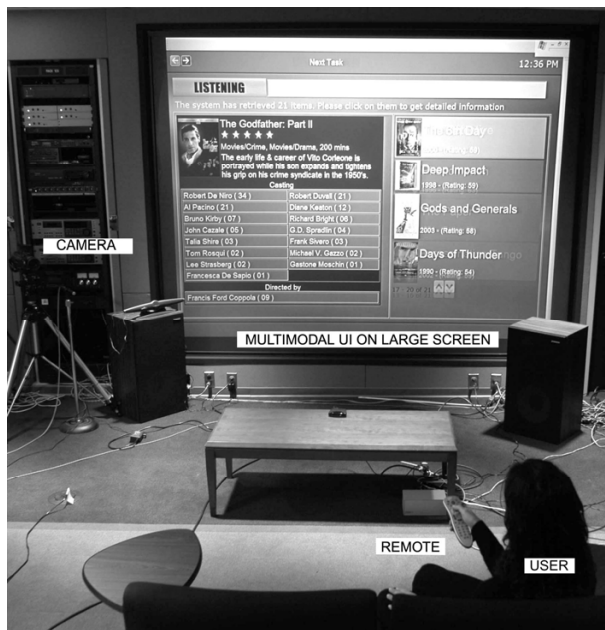 Next Task
12:36 PM
LISTENING
The system has retrieved 21 items. Please click on them to get detailed information
The Godfather: Part II
Movies/Crime, Movies/Drama, 200 mins
The early life & career of Vito Corleone is
portrayed while his son expands and tightens
his grip on his crime syndicate in the 1950's.
Casting
Robert De Niro ( 34 )
Robert Duvall ( 21 )
Al Pacino ( 21 )
Diane Keaton ( 12 )
Bruno Kirby ( 07 )
Richard Bright ( 06 )
John Cazale ( 05 )
G.D. Spradlin ( 04 )
Talia Shire ( 03 )
Frank Sivero ( 03 )
Tom Rosqui ( 02 )
Michael V. Gazzo ( 02 )
Lee Strasberg ( 02 )
Gastone Moschin ( 01 )
Francesca De Sapio ( 01 )
Directed by
Francis Ford Coppola ( 09 )
Deep Impact
1998 - (Rating: 59)
Gods and Generals
2003 - (Rating: 58)
Days of Thunder
1990 - (Rating: 54)
17 - 20 of 21
CAMERA
MULTIMODAL UI ON LARGE SCREEN
REMOTE
USER